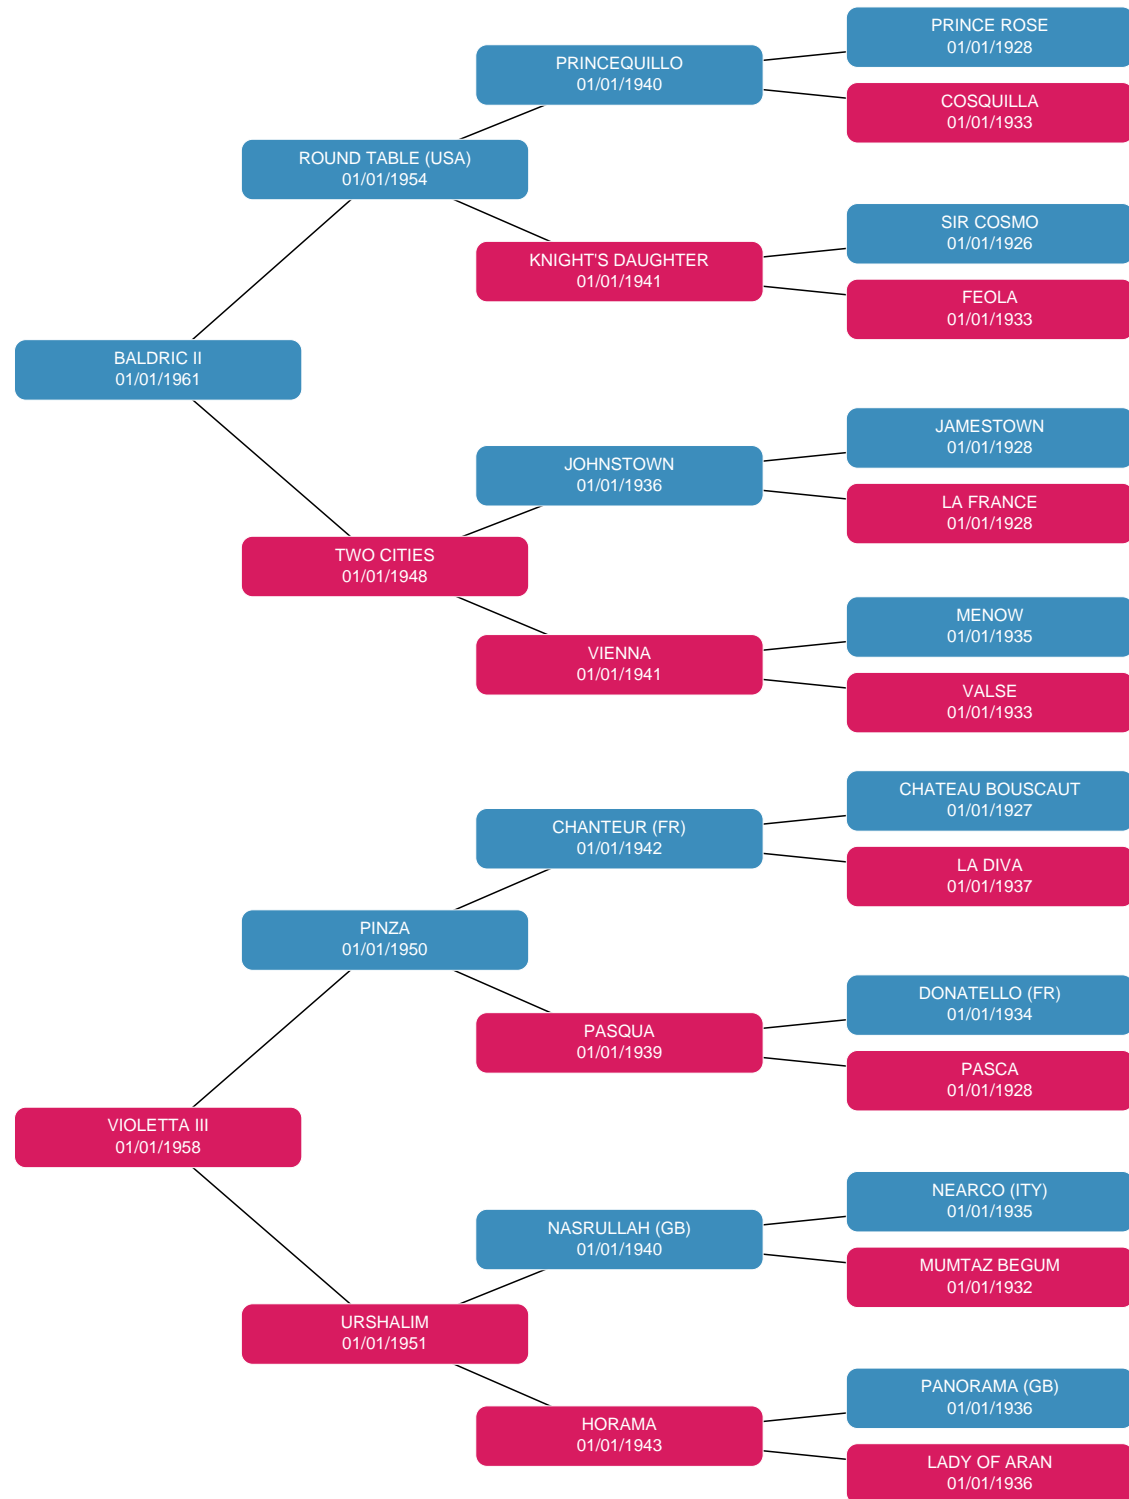 PRINCE ROSE
01/01/1928
PRINCEQUILLO
01/01/1940
COSQUILLA
01/01/1933
ROUND TABLE (USA)
01/01/1954
SIR COSMO
01/01/1926
KNIGHT'S DAUGHTER
01/01/1941
FEOLA
01/01/1933
BALDRIC II
01/01/1961
JAMESTOWN
01/01/1928
JOHNSTOWN
01/01/1936
LA FRANCE
01/01/1928
TWO CITIES
01/01/1948
MENOW
01/01/1935
VIENNA
01/01/1941
VALSE
01/01/1933
CHATEAU BOUSCAUT
01/01/1927
CHANTEUR (FR)
01/01/1942
LA DIVA
01/01/1937
PINZA
01/01/1950
DONATELLO (FR)
01/01/1934
PASQUA
01/01/1939
PASCA
01/01/1928
VIOLETTA III
01/01/1958
NEARCO (ITY)
01/01/1935
NASRULLAH (GB)
01/01/1940
MUMTAZ BEGUM
01/01/1932
URSHALIM
01/01/1951
PANORAMA (GB)
01/01/1936
HORAMA
01/01/1943
LADY OF ARAN
01/01/1936